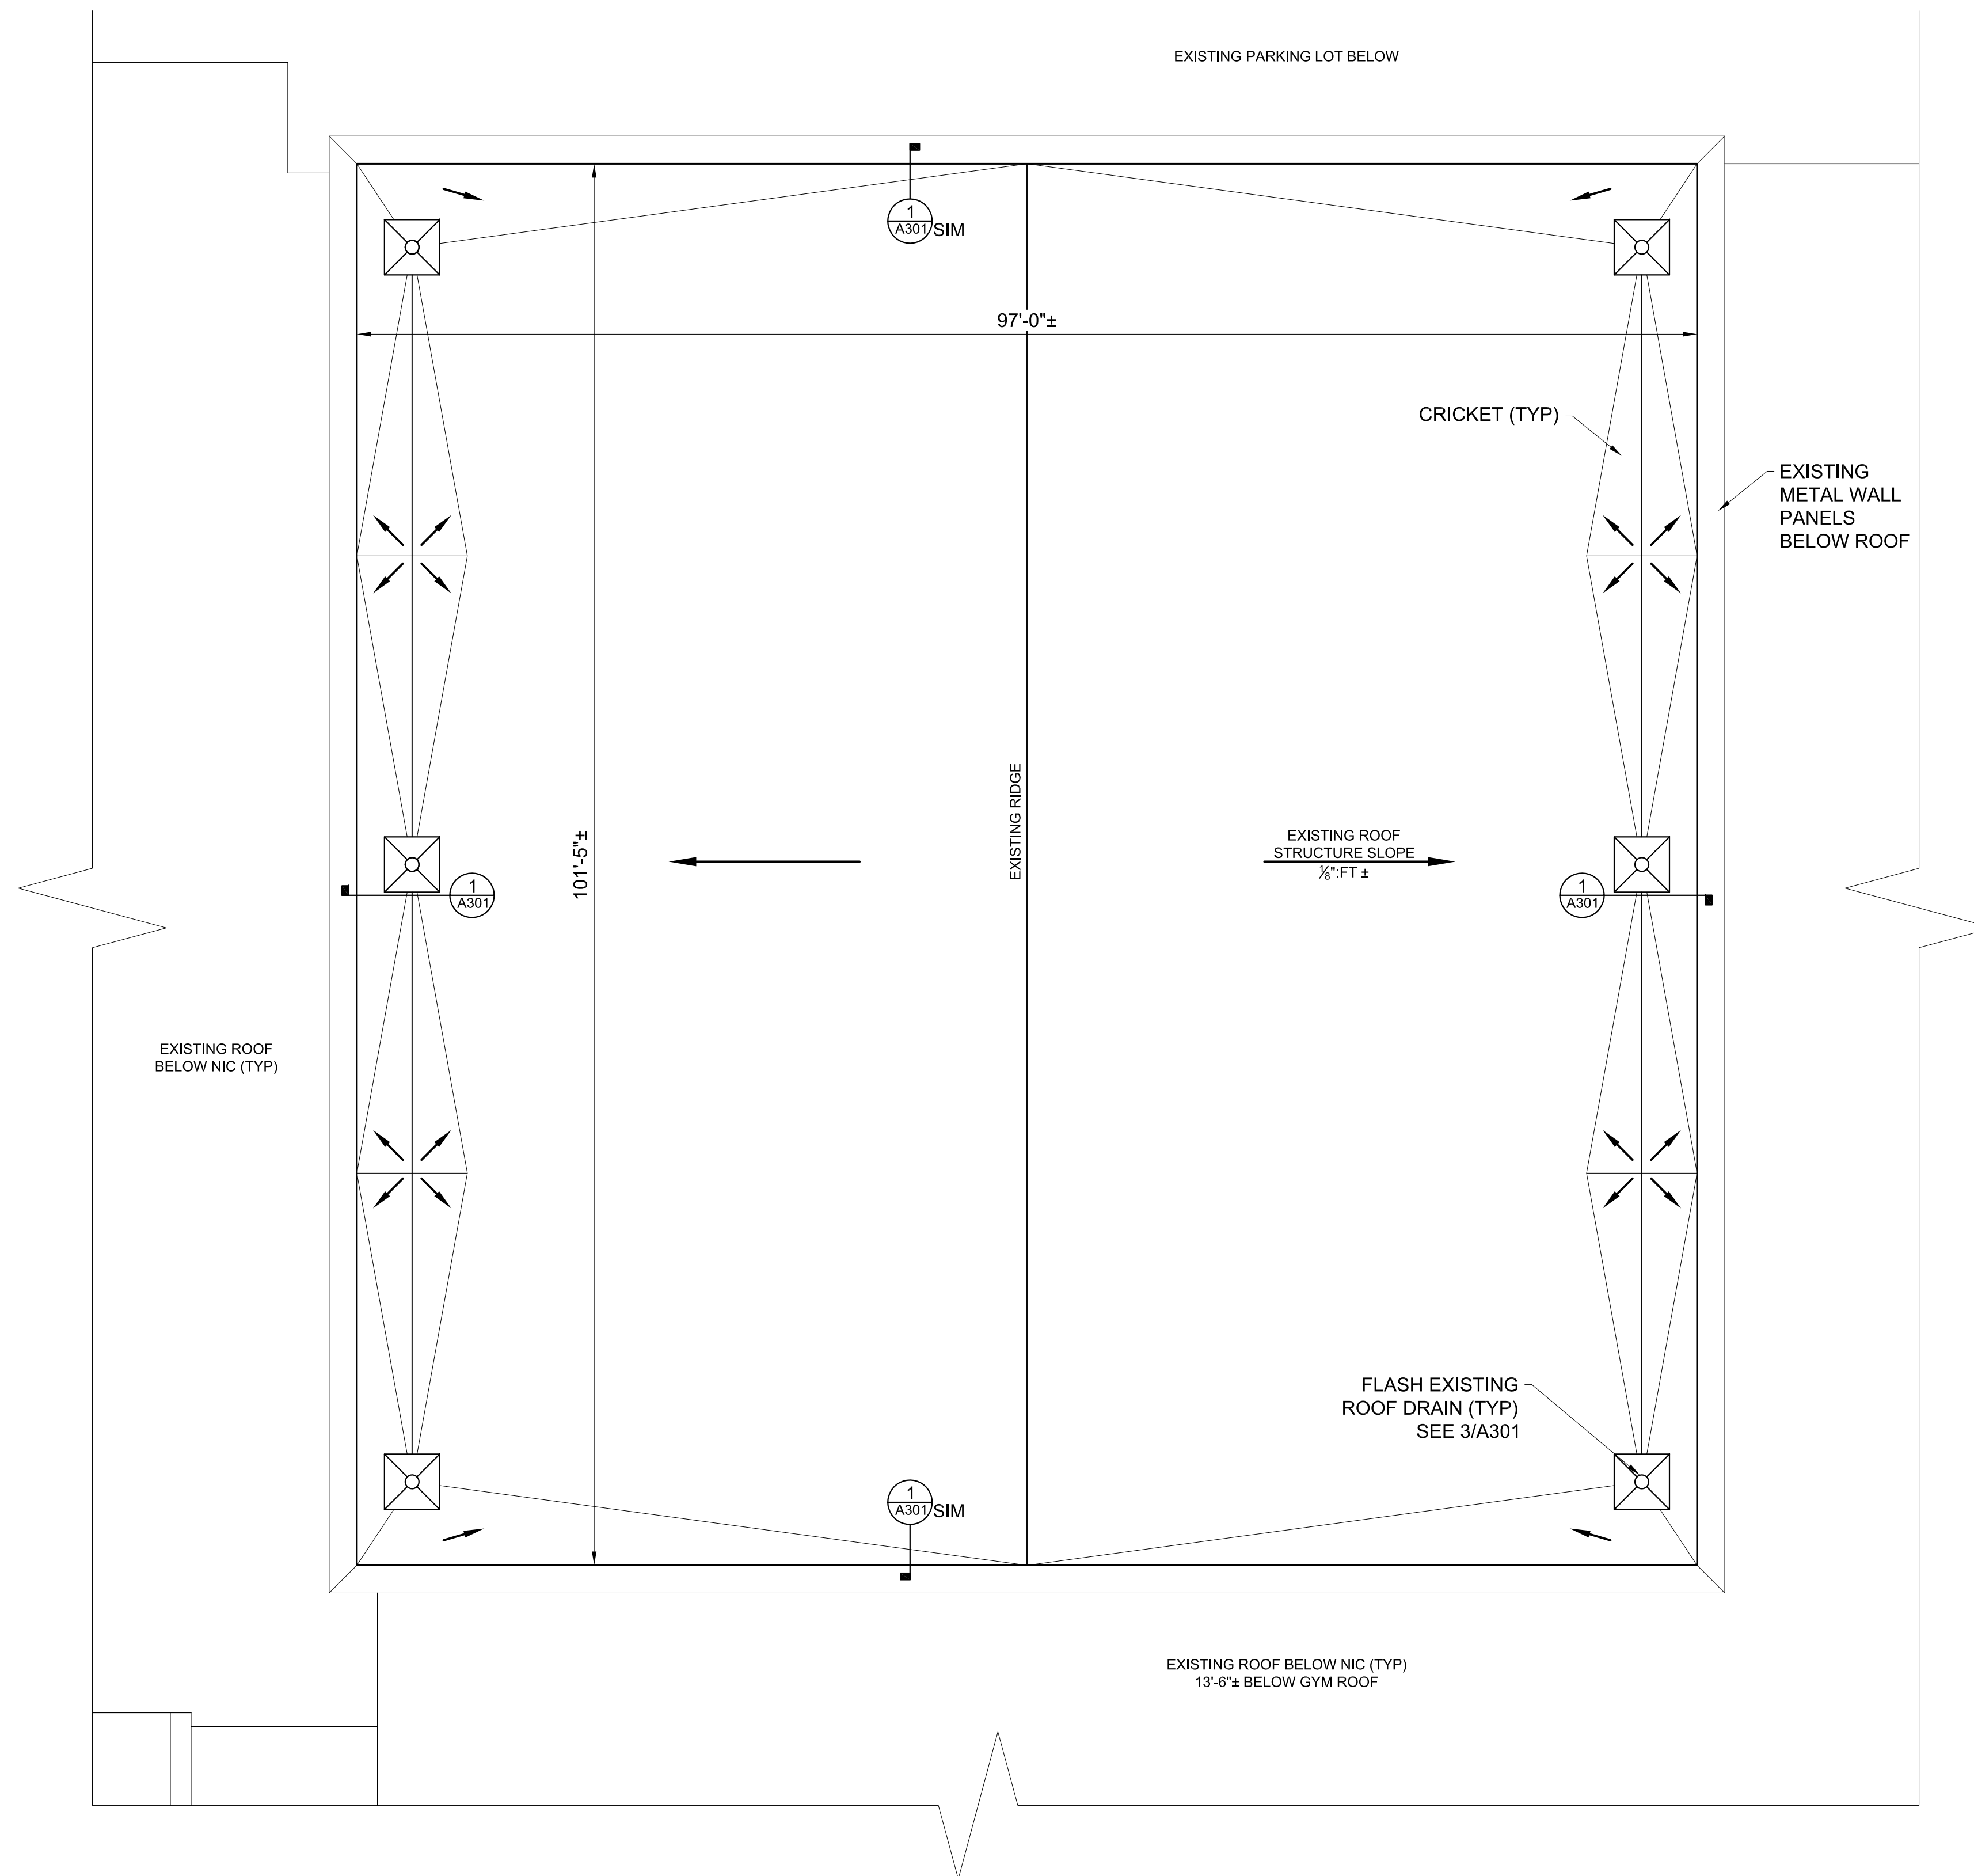 EXISTING PARKING LOT BELOW
1
A301
SIM
97'-0"±
CRICKET (TYP)
EXISTING
METAL WALL
PANELS
BELOW ROOF
101'-5"±
EXISTING RIDGE
EXISTING ROOF
STRUCTURE SLOPE
⅛":FT ±
1
A301
1
A301
EXISTING ROOF
BELOW NIC (TYP)
FLASH EXISTING
ROOF DRAIN (TYP)
SEE 3/A301
1
A301
SIM
EXISTING ROOF BELOW NIC (TYP)
13'-6"± BELOW GYM ROOF